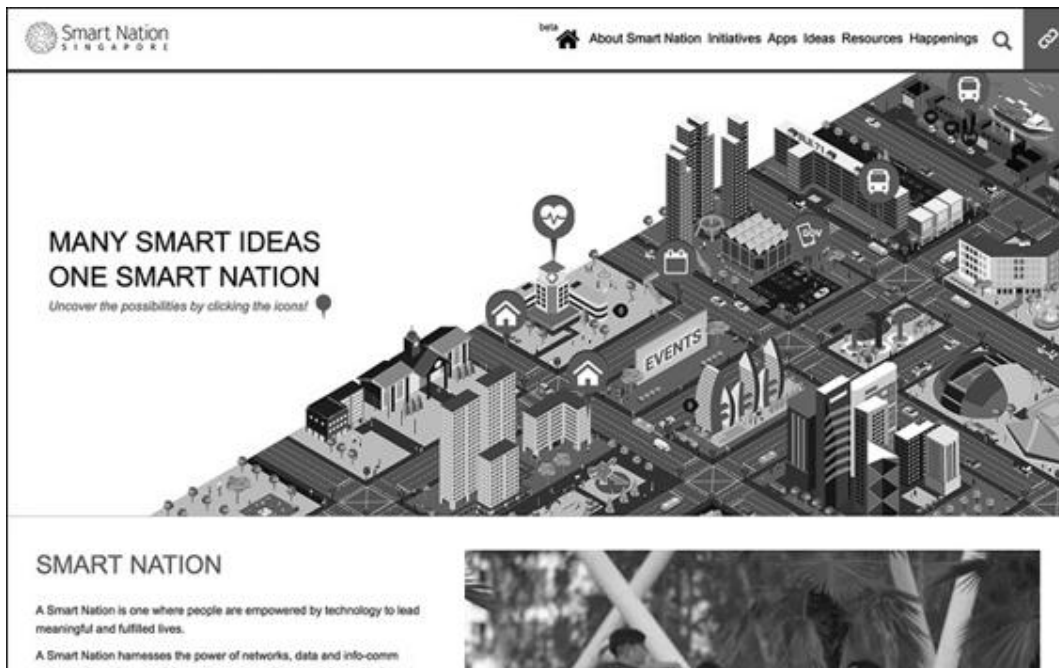 Smart Nation
SINGAPORE
beta
About Smart Nation Initiatives Apps Ideas Resources Happenings
MULTI
GOV
MANY SMART IDEAS
ONE SMART NATION
Uncover the possibilities by clicking the icons!
EVENTS
SMART NATION
A Smart Nation is one where people are empowered by technology to lead
meaningful and fulfilled lives.
A Smart Nation harnesses the power of networks, data and info-comm